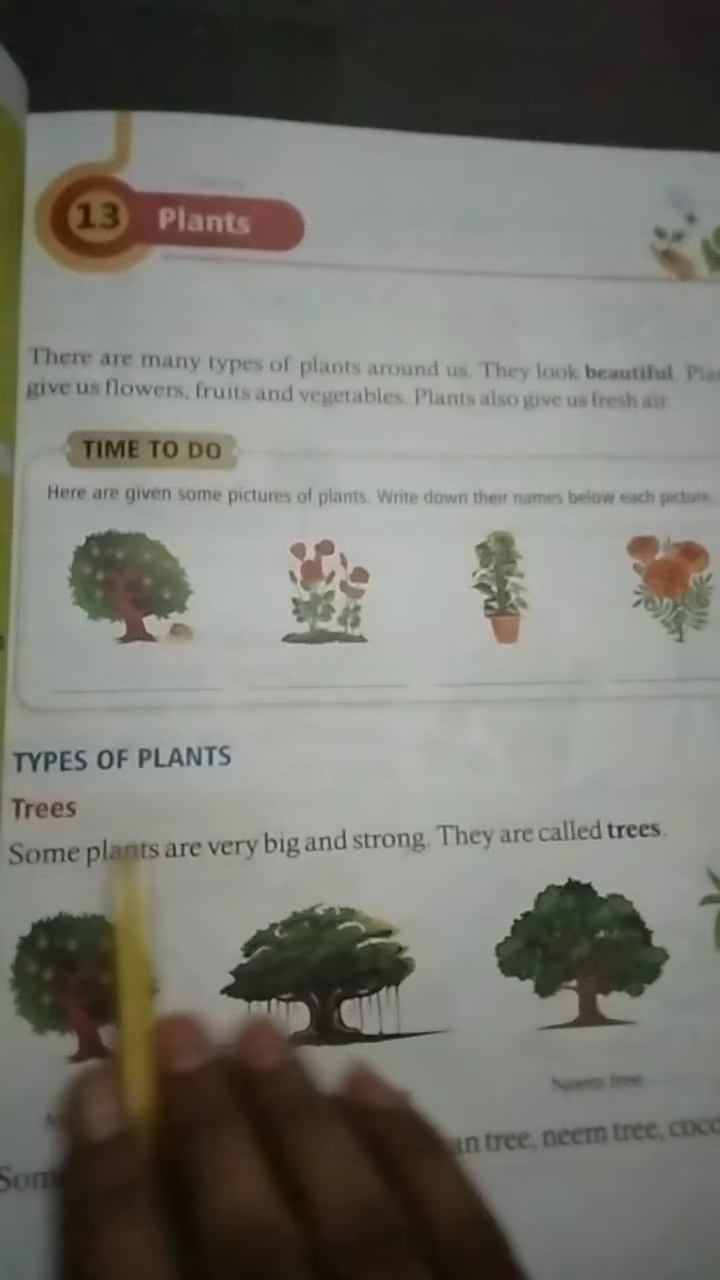 13 Plants
There are many types of plants around us. They look beautiful. Pla
give us flowers, fruits and vegetables. Plants also give us fresh air.
TIME TO DO
Here are given some pictures of plants. Write down their names below each picture.
TYPES OF PLANTS
Trees
Some plants are very big and strong. They are called trees.
Neem tree
Som an tree, neem tree, coco